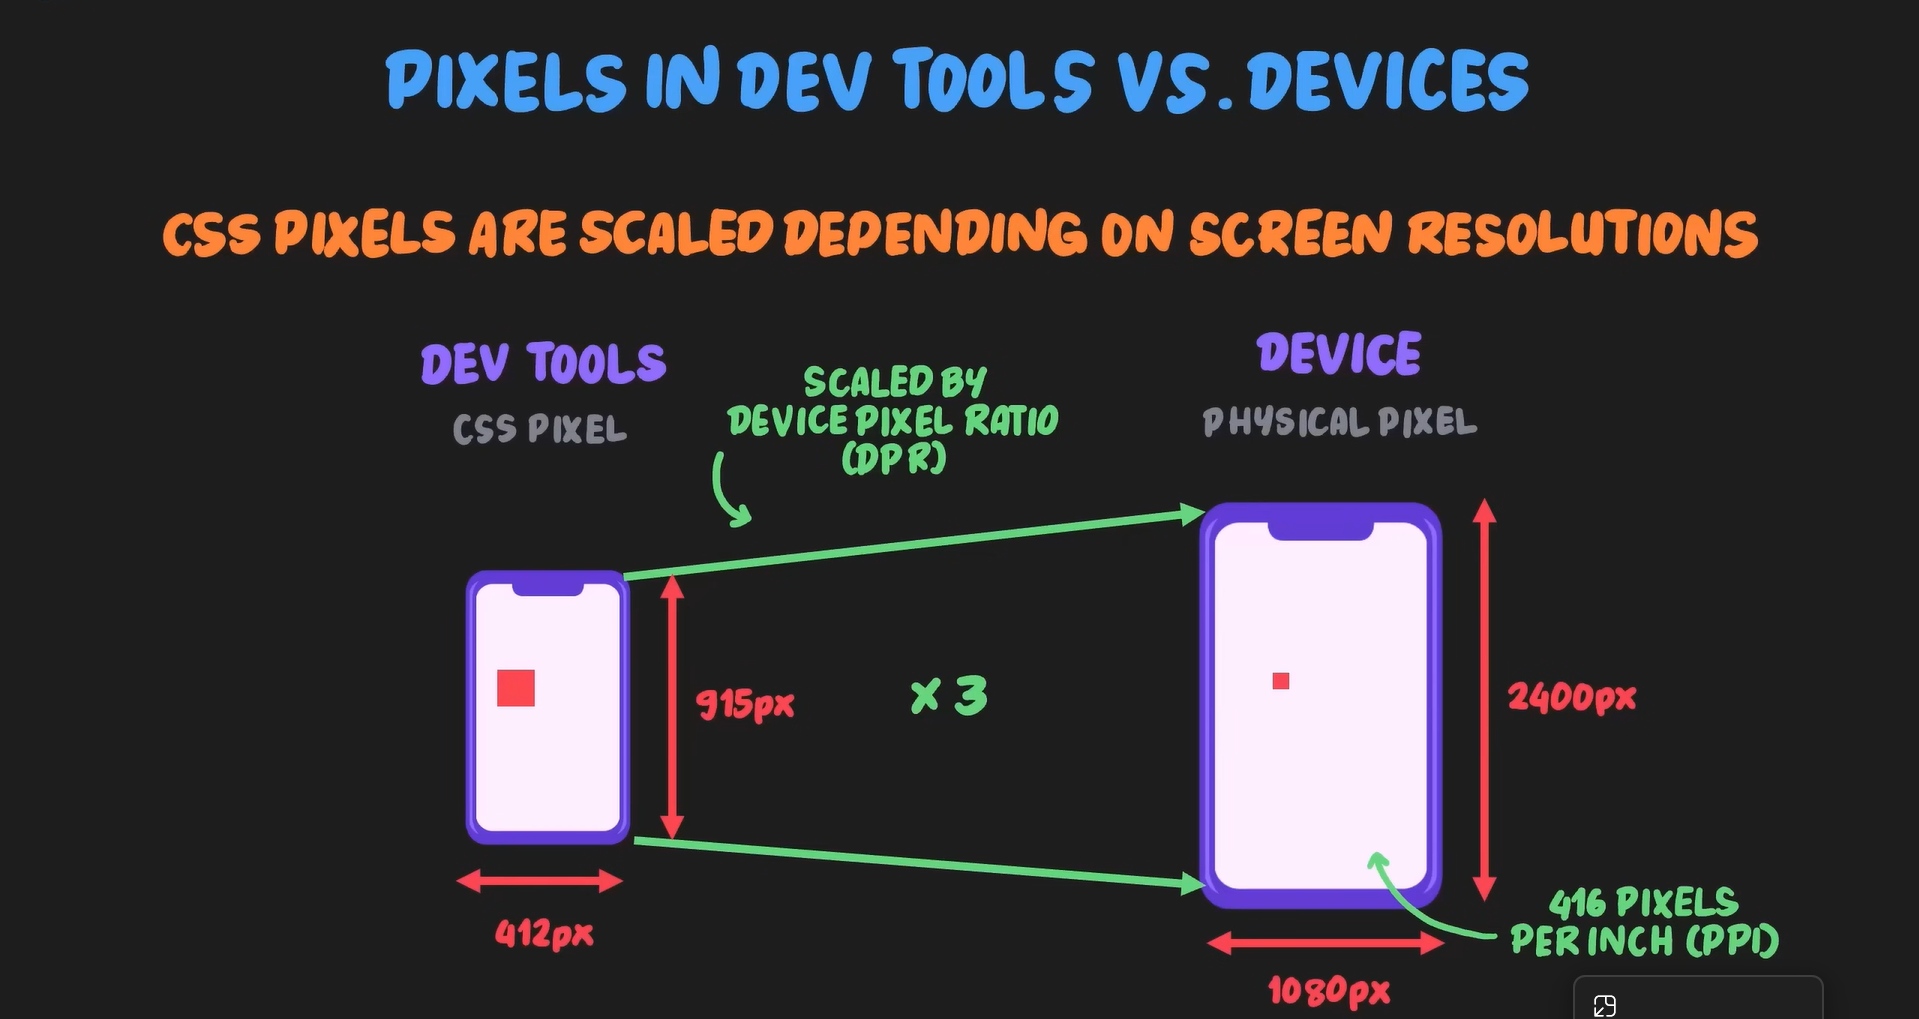 PIXELS IN DEV TOOLS VS. DEVICES
CSS PIXELS ARE SCALED DEPENDING ON SCREEN RESOLUTIONS
DEV TOOLS
CSS PIXEL
SCALED BY
DEVICE PIXEL RATIO
(DPR)
DEVICE
PHYSICAL PIXEL
915px
X 3
2400px
412px
416 PIXELS
PER INCH (PPI)
1080px